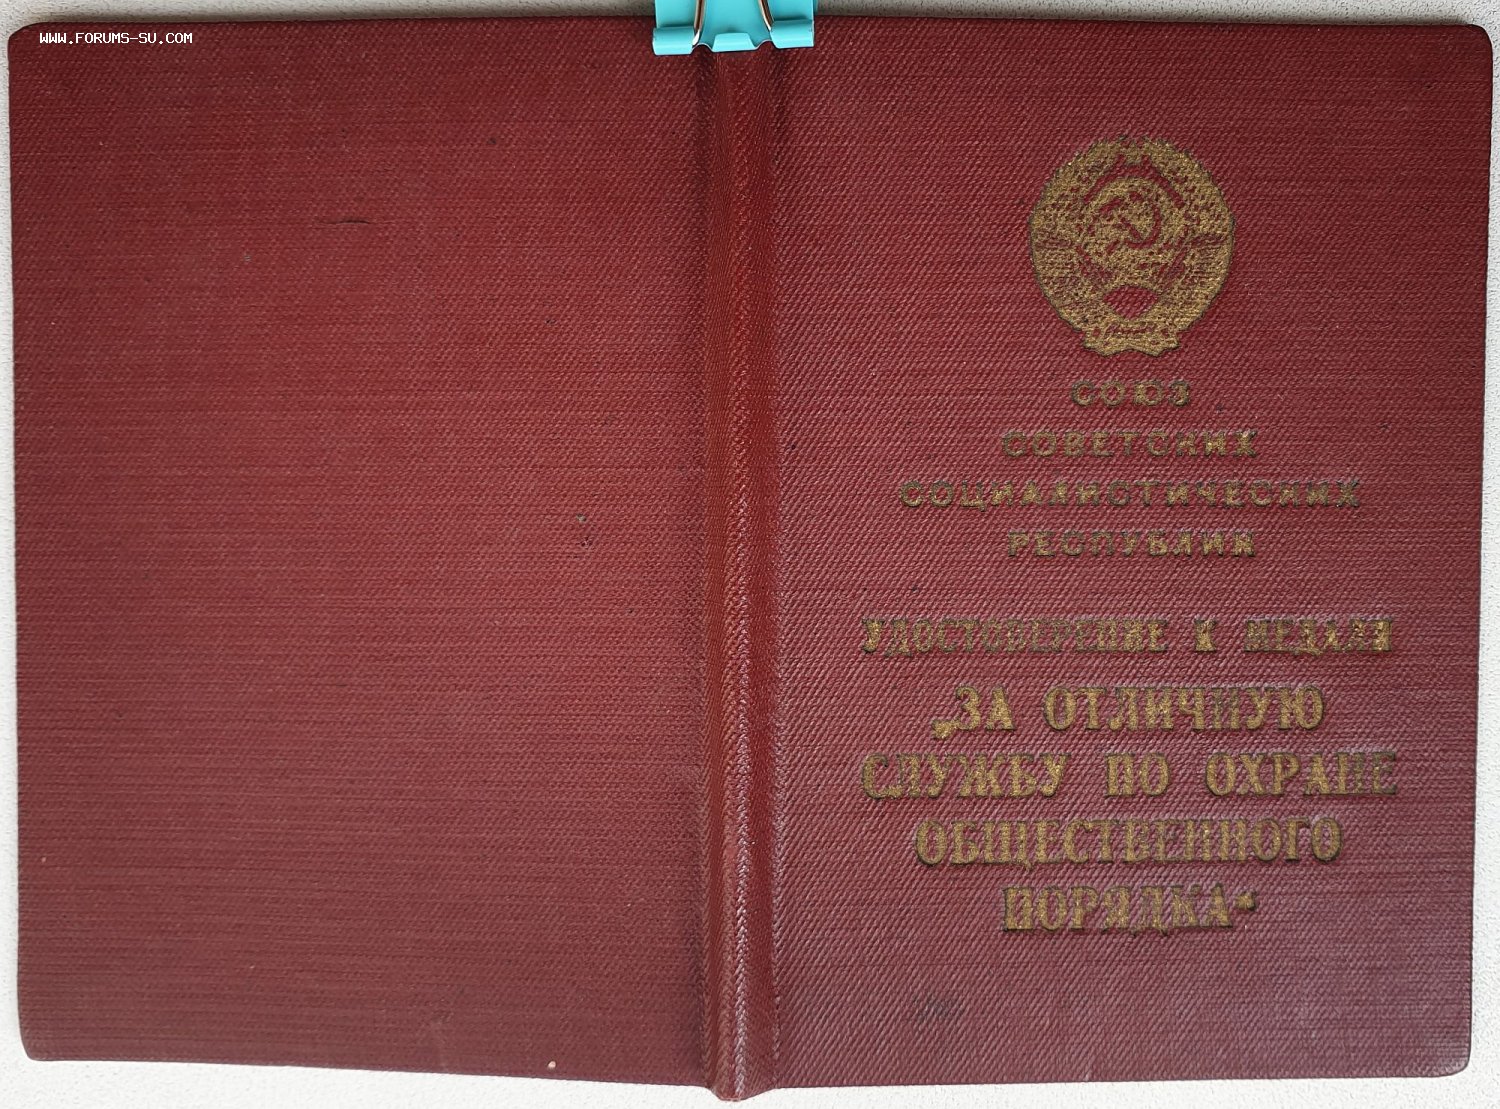 WWW.FORUMS-SU.COM
СОЮЗ
СОВЕТСКИХ
СОЦИАЛИСТИЧЕСКИХ
РЕСПУБЛИК
УДОСТОВЕРЕНИЕ К МЕДАЛИ
„ЗА ОТЛИЧНУЮ
СЛУЖБУ ПО ОХРАНЕ
ОБЩЕСТВЕННОГО
ПОРЯДКА“